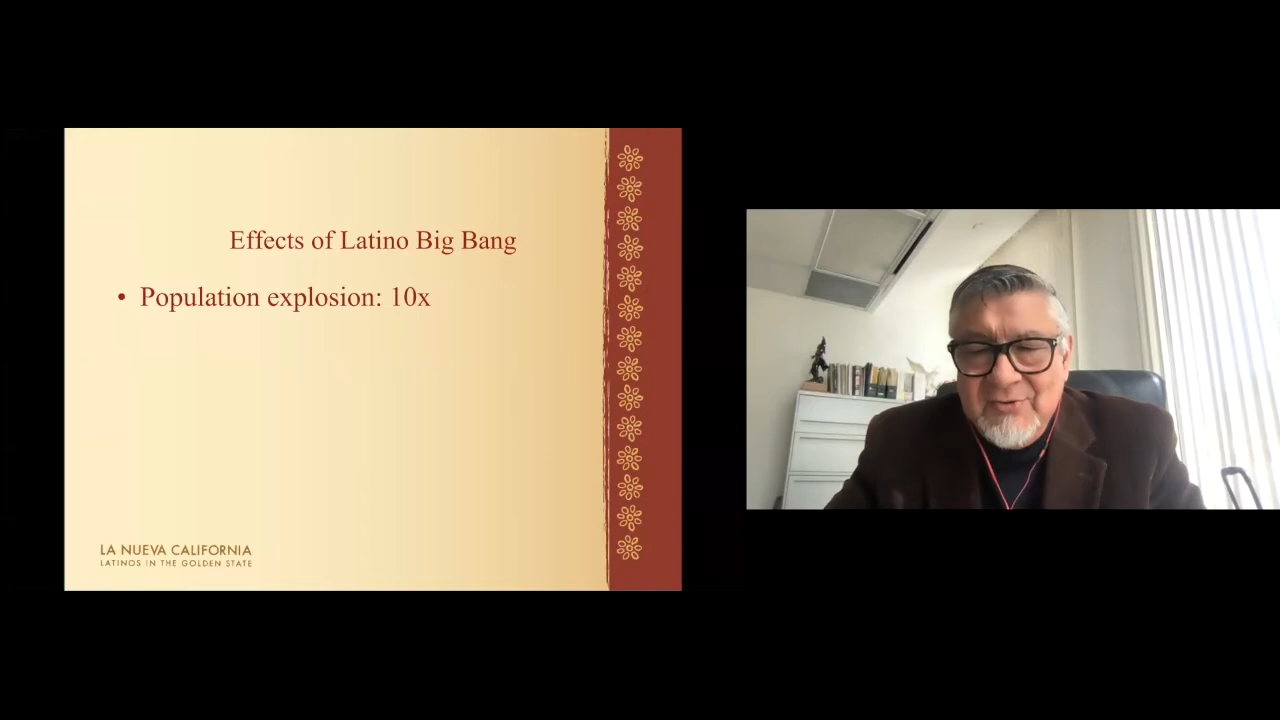 Effects of Latino Big Bang
• Population explosion: 10x
LA NUEVA CALIFORNIA
LATINOS IN THE GOLDEN STATE